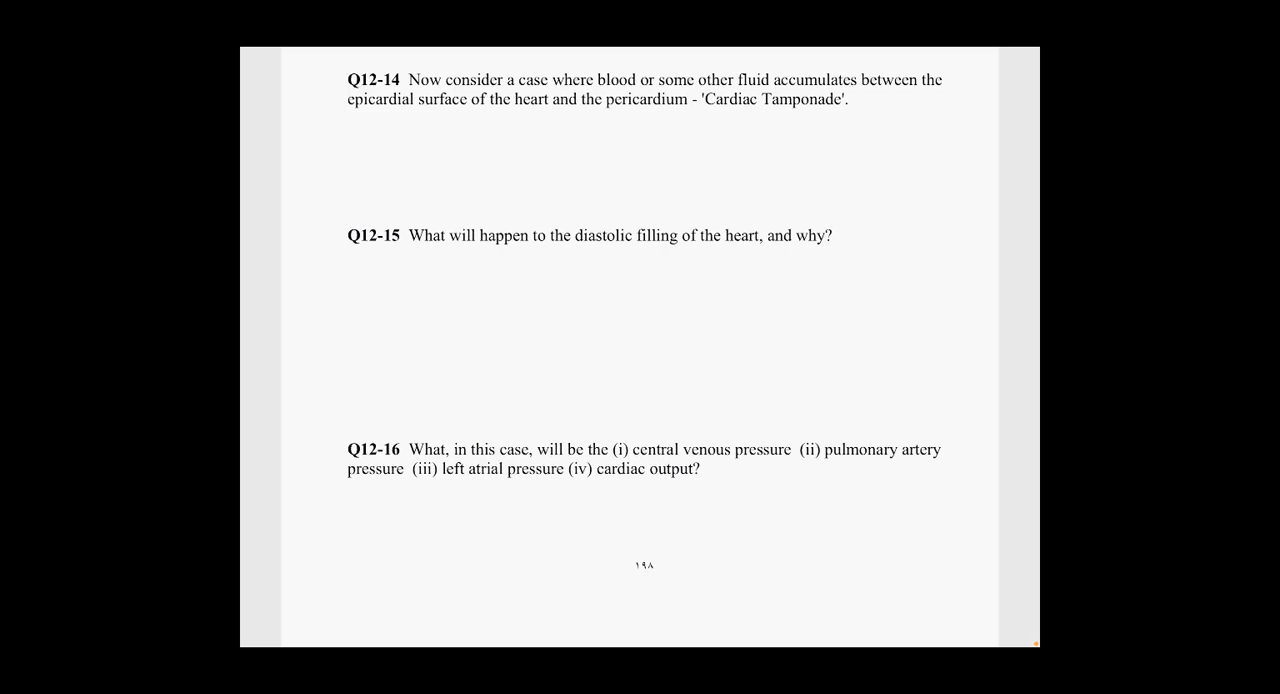 Q12-14 Now consider a case where blood or some other fluid accumulates between the
epicardial surface of the heart and the pericardium - 'Cardiac Tamponade'.
Q12-15 What will happen to the diastolic filling of the heart, and why?
Q12-16 What, in this case, will be the (i) central venous pressure (ii) pulmonary artery
pressure (iii) left atrial pressure (iv) cardiac output?
١٩٨